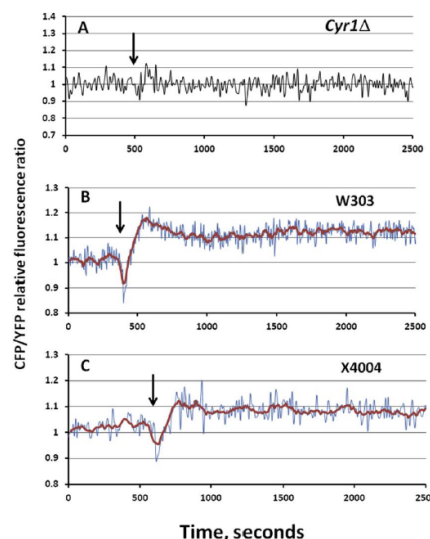 A
Cyr1Δ
1.4
1.3
1.2
1.1
1
0.9
0.8
0.7
0 500 1000 1500 2000 2500
CFP/YFP relative fluorescence ratio
B
W303
1.3
1.2
1.1
1
0.9
0.8
0 500 1000 1500 2000 2500
C
X4004
1.3
1.2
1.1
1
0.9
0.8
0 500 1000 1500 2000 2500
Time, seconds